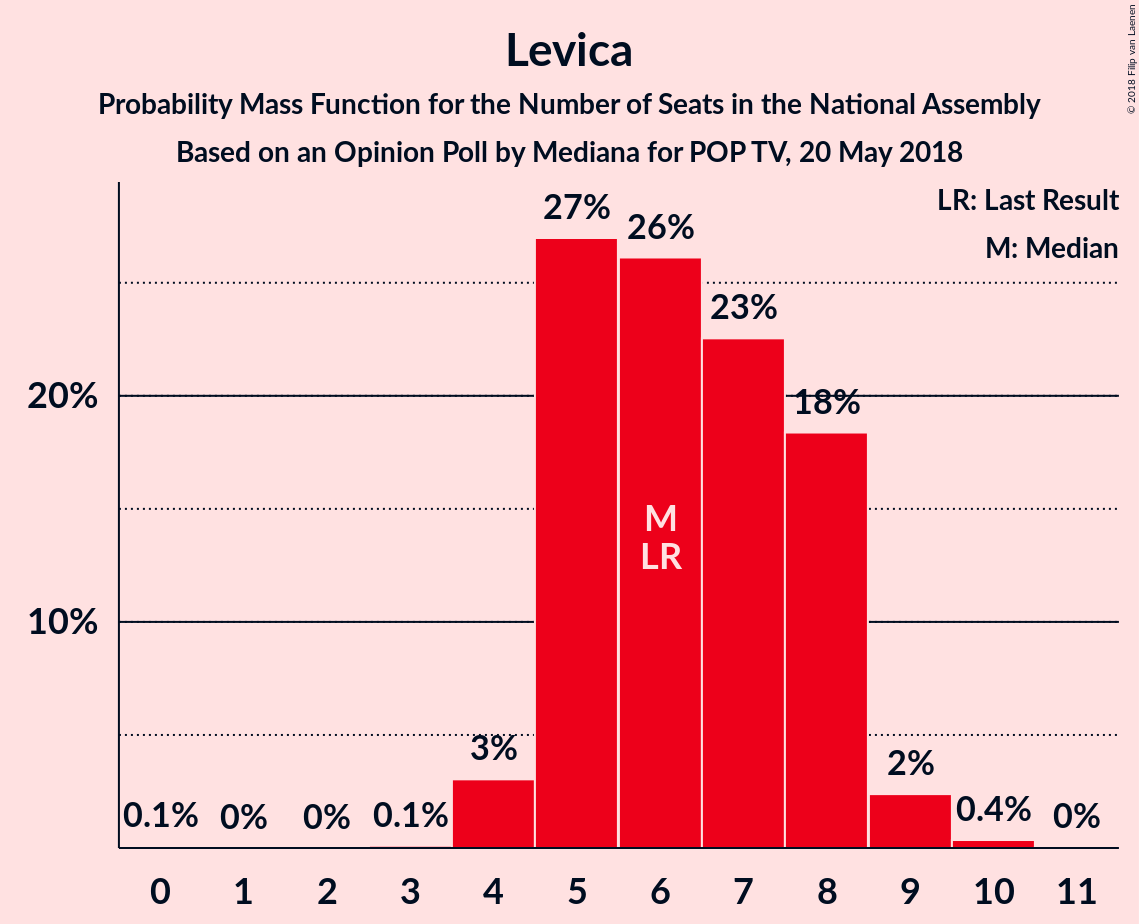 Levica
Probability Mass Function for the Number of Seats in the National Assembly
Based on an Opinion Poll by Mediana for POP TV, 20 May 2018
© 2018 Filip van Laenen
LR: Last Result
M: Median
20%
10%
0.1%
0%
0%
0.1%
3%
27%
26%
23%
18%
2%
0.4%
0%
M
LR
0 1 2 3 4 5 6 7 8 9 10 11